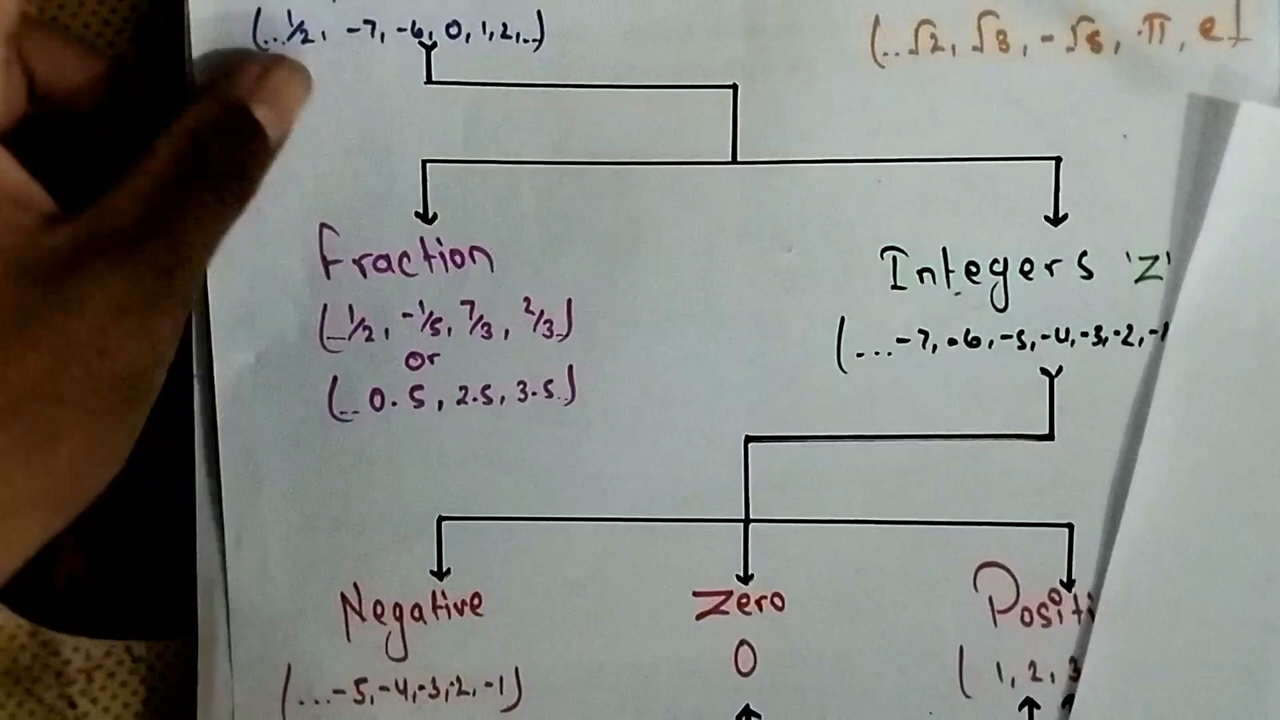 (...1/2, -7, -6, 0, 1, 2,...)
(...√2, √3, -√5, π, e)
Fraction
(...1/2, -1/5, 7/3, 2/3..)
or
(... 0.5, 2.5, 3.5..)
Integers 'Z'
(...-7, -6, -5, -4, -3, -2, -1
Negative
(...-5, -4, -3, -2, -1)
Zero
0
Positi
(1, 2, 3